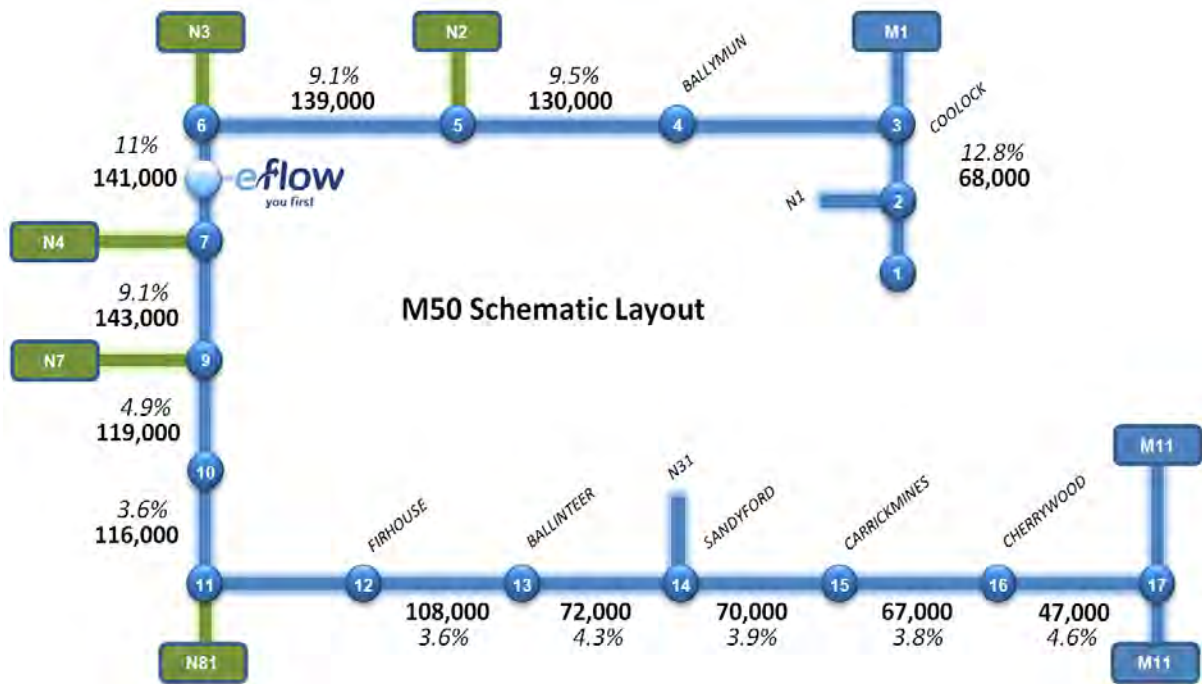 N3
N2
M1
9.1%
139,000
9.5%
130,000
BALLYMUN
COOLOCK
6
5
4
3
11%
141,000
eflow
you first
12.8%
68,000
N1
2
N4
7
1
9.1%
143,000
M50 Schematic Layout
N7
9
4.9%
119,000
10
3.6%
116,000
FIRHOUSE
BALLINTEER
N31
SANDYFORD
CARRICKMINES
CHERRYWOOD
M11
11
12
13
14
15
16
17
108,000
3.6%
72,000
4.3%
70,000
3.9%
67,000
3.8%
47,000
4.6%
N81
M11